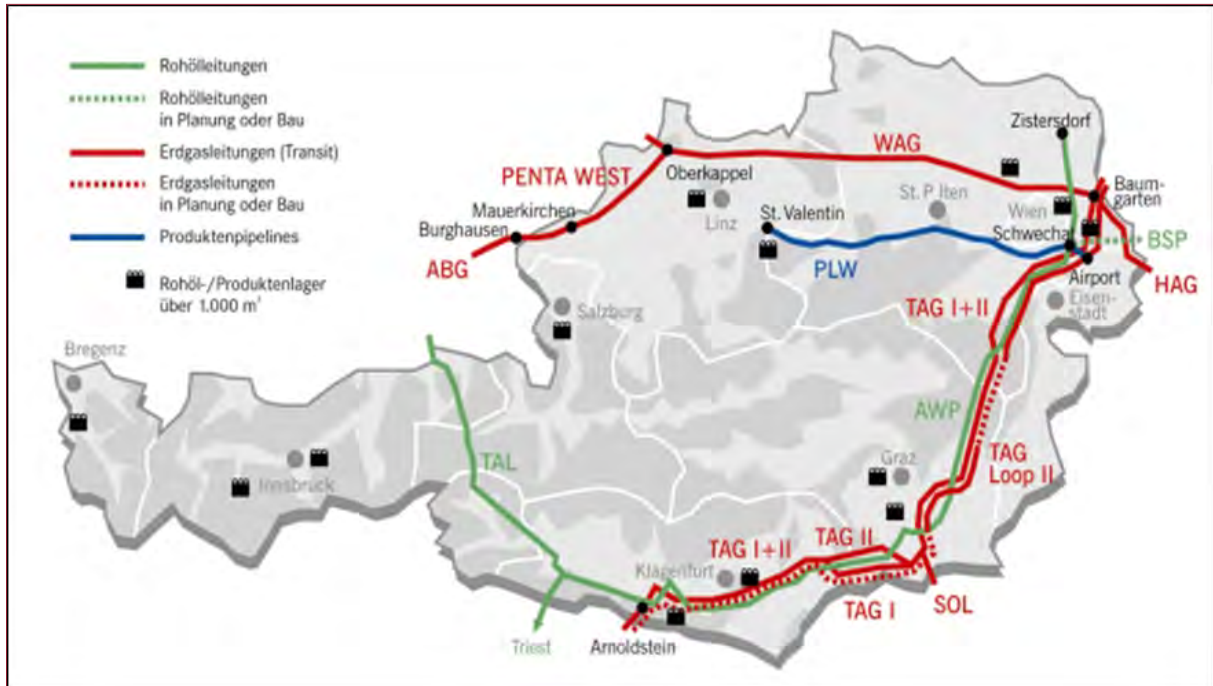 Rohölleitungen
Rohölleitungen
in Planung oder Bau
Erdgasleitungen (Transit)
Erdgasleitungen
in Planung oder Bau
Produktenpipelines
Rohöl-/Produktenlager
über 1.000 m³
Zistersdorf
WAG
Oberkappel
PENTA WEST
Baum-
garten
Linz
St. P lten
Wien
Mauerkirchen
St. Valentin
Burghausen
Schwechat
BSP
ABG
PLW
Airport
HAG
TAG I+II
Eisen-
stadt
Salzburg
Bregenz
AWP
TAL
Graz
TAG
Loop II
Innsbruck
TAG I+II
TAG II
Klagenfurt
TAG I
SOL
Triest
Arnoldstein